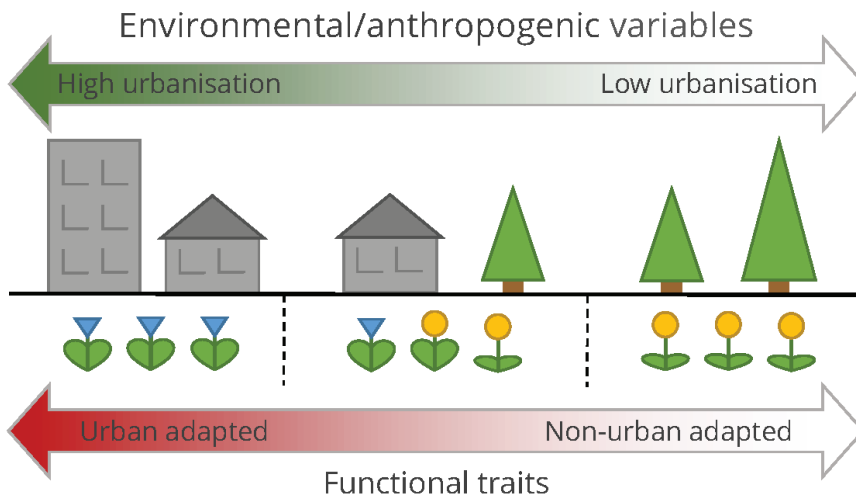 Environmental/anthropogenic variables
High urbanisation Low urbanisation
Urban adapted Non-urban adapted
Functional traits